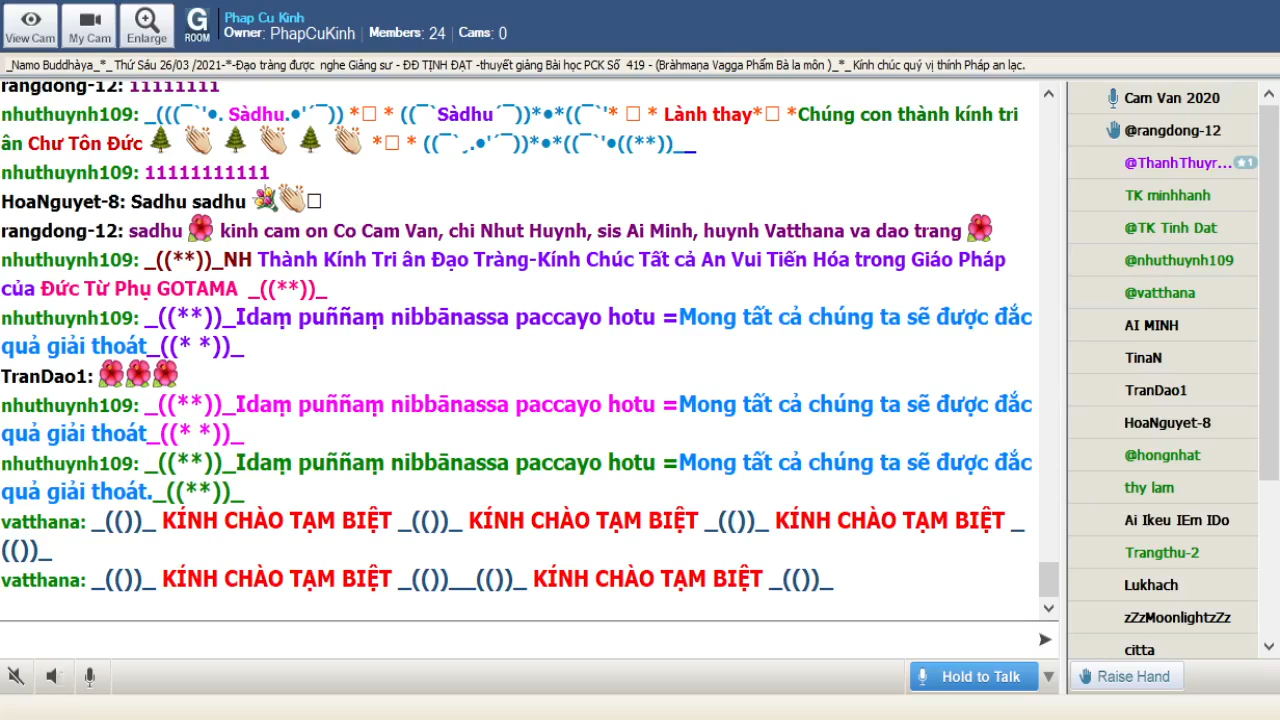 Phap Cu Kinh
Owner: PhapCuKinh | Members: 24 | Cams: 0
View Cam
My Cam
Enlarge
G
ROOM
_Namo Buddhàya_*_ Thứ Sáu 26/03 /2021-*-Đạo tràng được nghe Giảng sư - ĐĐ TỊNH ĐẠT -thuyết giảng Bài học PCK Số 419 - (Bràhmaṇa Vagga Phẩm Bà la môn )_*_ Kính chúc quý vị thính Pháp an lạc.
rangdong-12: 11111111
nhuthuynh109: _(((¯`'•. Sàdhu.•'´¯)) *□ * ((¯`Sàdhu´¯))*•*((¯`'* □ * Lành thay*□ *Chúng con thành kính tri
ân Chư Tôn Đức 🌲 👏 🌲 👏 🌲 👏 *□ * ((¯`ˏ.•'´¯))*•*((¯`'•((**))__
nhuthuynh109: 11111111111
HoaNguyet-8: Sadhu sadhu 💐👏□
rangdong-12: sadhu 🌺 kinh cam on Co Cam Van, chi Nhut Huynh, sis Ai Minh, huynh Vatthana va dao trang 🌺
nhuthuynh109: _((**))_NH Thành Kính Tri ân Đạo Tràng-Kính Chúc Tất cả An Vui Tiến Hóa trong Giáo Pháp
của Đức Từ Phụ GOTAMA _((**))_
nhuthuynh109: _((**))_Idaṃ puññaṃ nibbānassa paccayo hotu =Mong tất cả chúng ta sẽ được đắc
quả giải thoát_((* *))_
TranDao1: 🌺🌺🌺
nhuthuynh109: _((**))_Idaṃ puññaṃ nibbānassa paccayo hotu =Mong tất cả chúng ta sẽ được đắc
quả giải thoát_((* *))_
nhuthuynh109: _((**))_Idaṃ puññaṃ nibbānassa paccayo hotu =Mong tất cả chúng ta sẽ được đắc
quả giải thoát._((**))_
vatthana: _(())_ KÍNH CHÀO TẠM BIỆT _(())_ KÍNH CHÀO TẠM BIỆT _(())_ KÍNH CHÀO TẠM BIỆT _
(())_
vatthana: _(())_ KÍNH CHÀO TẠM BIỆT _(())__(())_ KÍNH CHÀO TẠM BIỆT _(())_
Hold to Talk
Cam Van 2020
@rangdong-12
@ThanhThuyr... ★1
TK minhhanh
@TK Tinh Dat
@nhuthuynh109
@vatthana
AI MINH
TinaN
TranDao1
HoaNguyet-8
@hongnhat
thy lam
Ai Ikeu IEm IDo
Trangthu-2
Lukhach
zZzMoonlightzZz
citta
Raise Hand